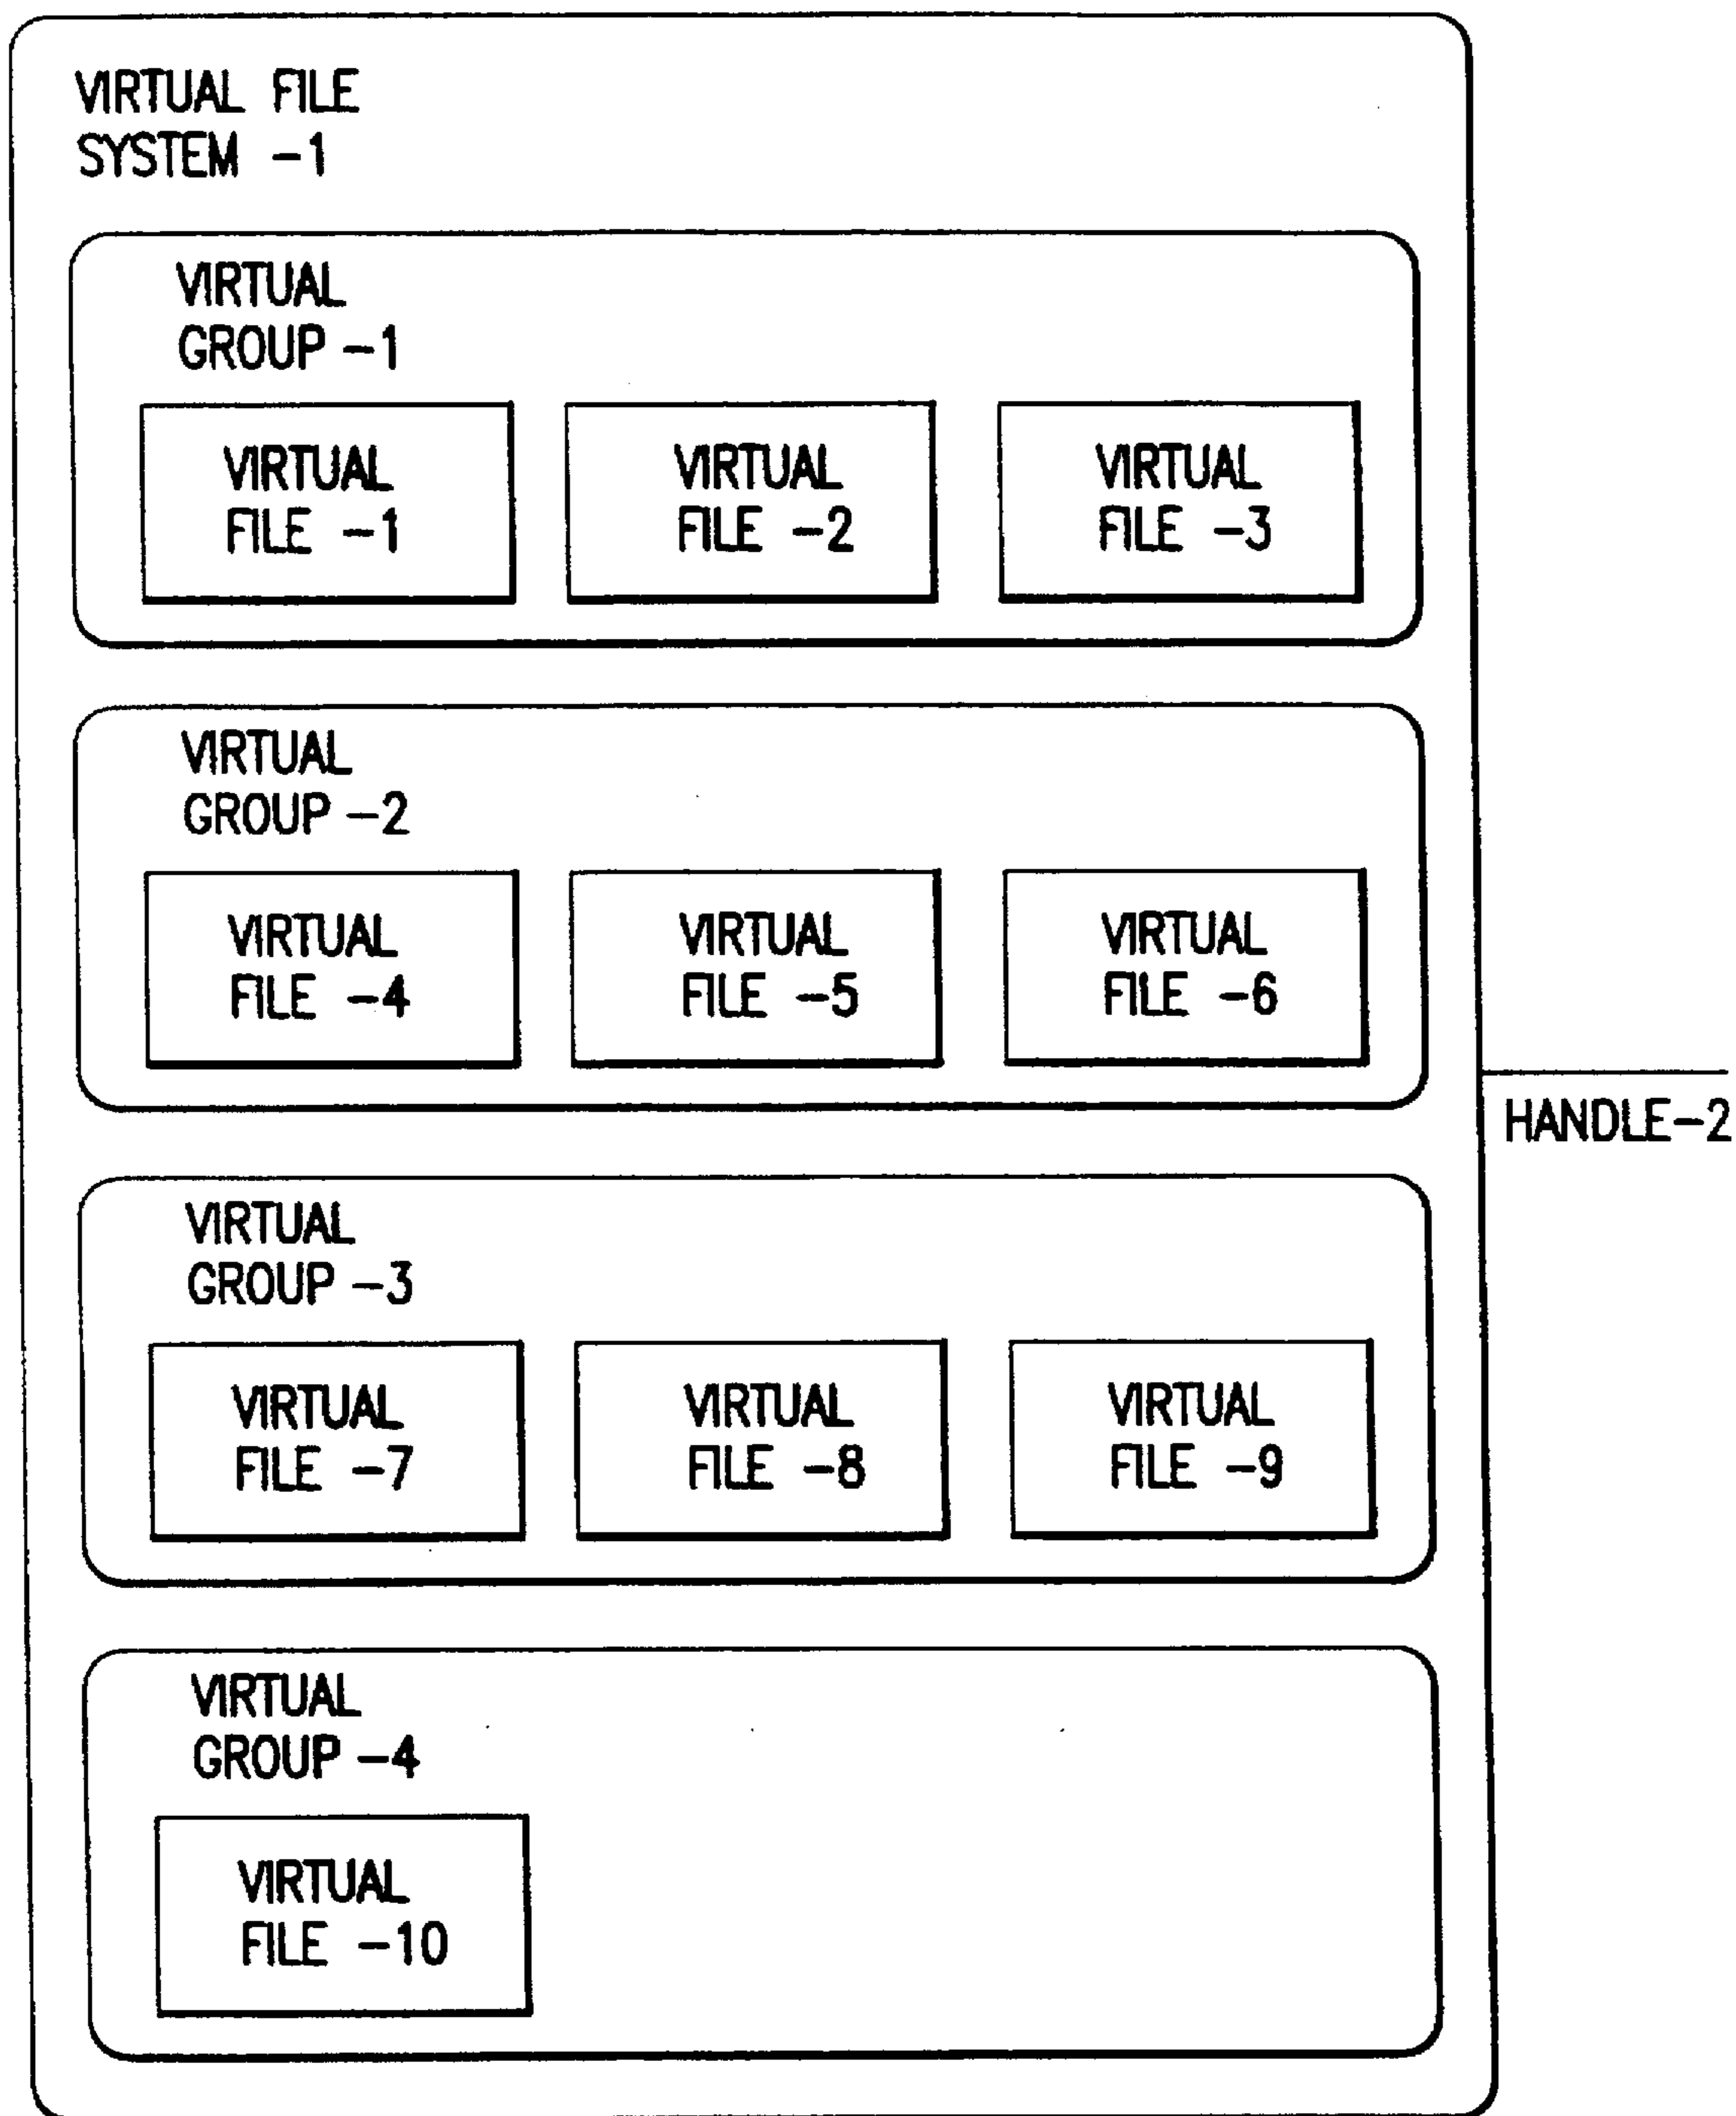 VIRTUAL FILE
SYSTEM -1
VIRTUAL
GROUP -1
VIRTUAL
FILE -1
VIRTUAL
FILE -2
VIRTUAL
FILE -3
VIRTUAL
GROUP -2
VIRTUAL
FILE -4
VIRTUAL
FILE -5
VIRTUAL
FILE -6
HANDLE-2
VIRTUAL
GROUP -3
VIRTUAL
FILE -7
VIRTUAL
FILE -8
VIRTUAL
FILE -9
VIRTUAL
GROUP -4
VIRTUAL
FILE -10